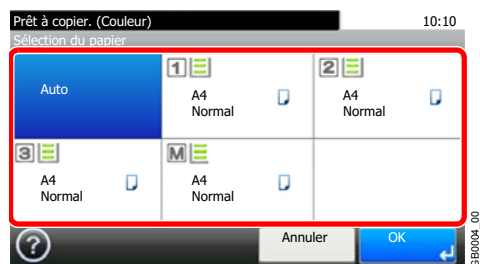 Prêt à copier. (Couleur) 10:10
Sélection du papier
Auto
1
A4
Normal
2
A4
Normal
3
A4
Normal
M
A4
Normal
?
Annuler
OK
GB0004_00